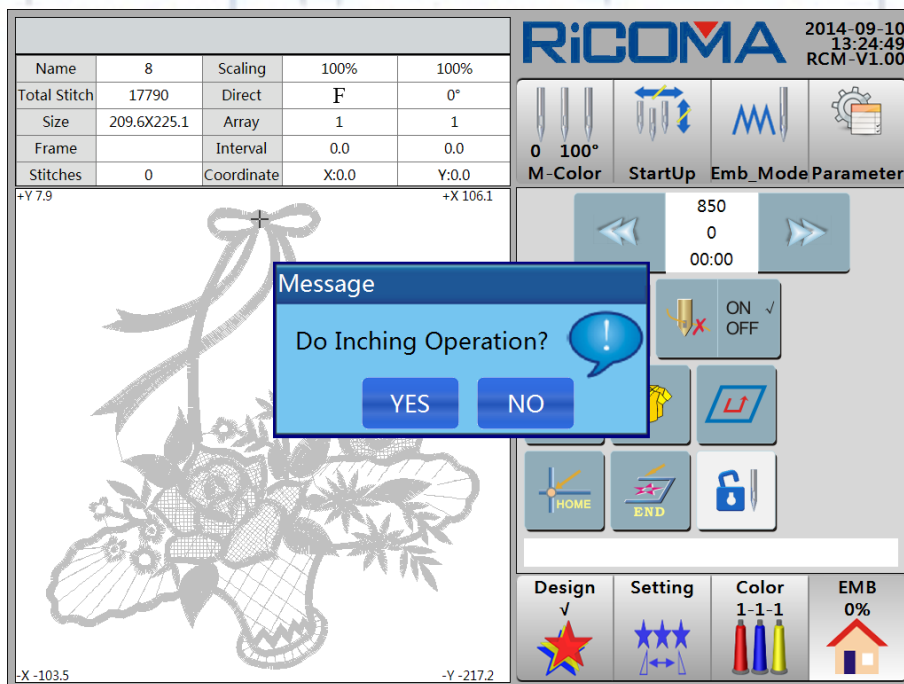 RiCOMA
2014-09-10
13:24:49
RCM-V1.00
Name 8 Scaling 100% 100%
Total Stitch 17790 Direct F 0°
Size 209.6X225.1 Array 1 1
Frame Interval 0.0 0.0
Stitches 0 Coordinate X:0.0 Y:0.0
0 100°
M-Color StartUp Emb_Mode Parameter
+Y 7.9 +X 106.1
850
0
00:00
Message
Do Inching Operation?
YES NO
ON √
OFF
HOME
END
-X -103.5 -Y -217.2
Design Setting Color EMB
√ 1-1-1 0%